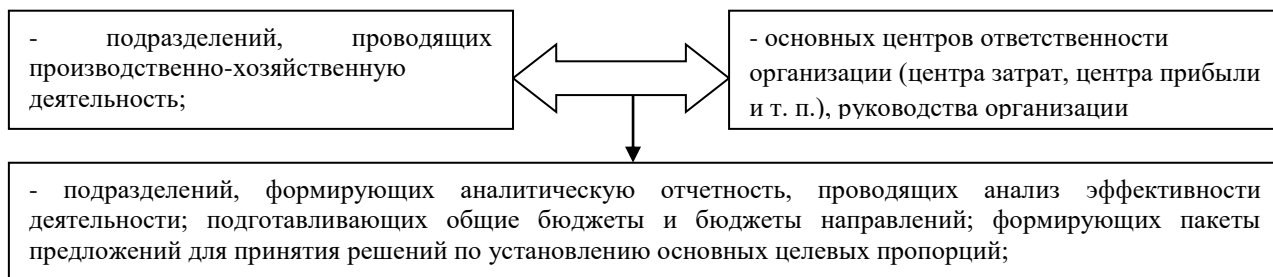 - подразделений, проводящих
производственно-хозяйственную
деятельность;
- основных центров ответственности
организации (центра затрат, центра прибыли
и т. п.), руководства организации
- подразделений, формирующих аналитическую отчетность, проводящих анализ эффективности
деятельности; подготавливающих общие бюджеты и бюджеты направлений; формирующих пакеты
предложений для принятия решений по установлению основных целевых пропорций;